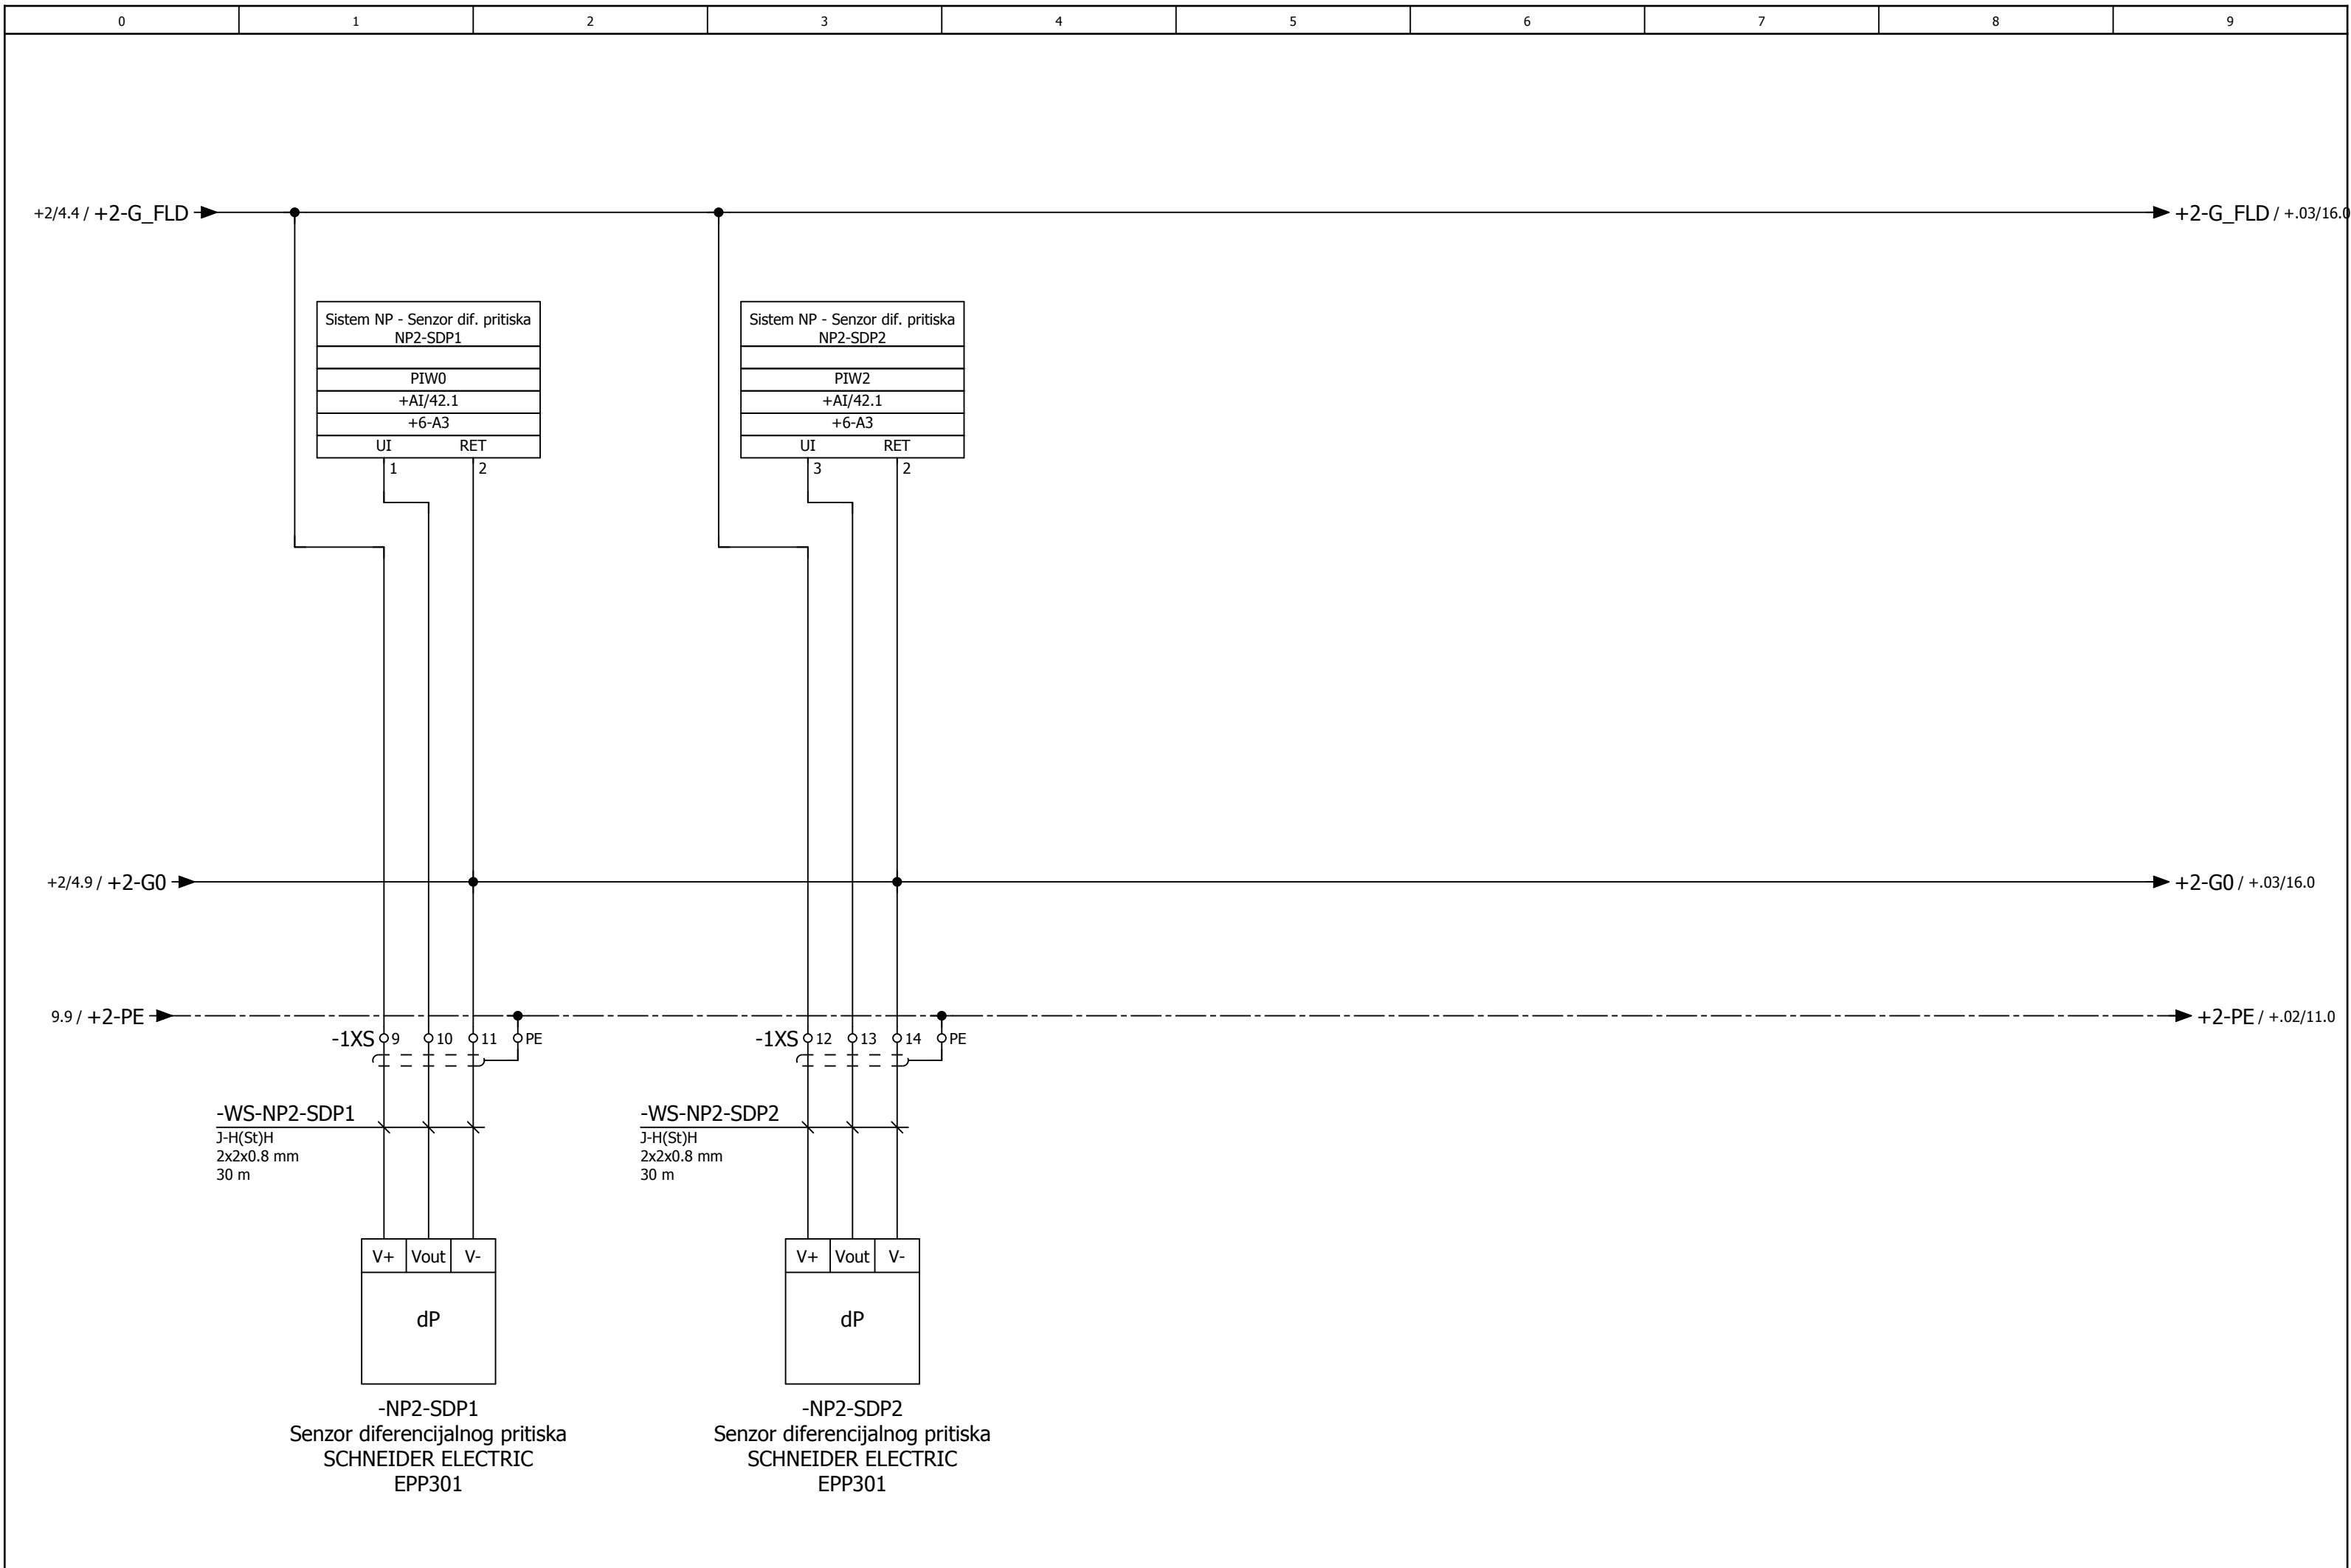 0 1 2 3 4 5 6 7 8 9
+2/4.4 / +2-G_FLD
+2-G_FLD / +.03/16.0
Sistem NP - Senzor dif. pritiska
NP2-SDP1
PIW0
+AI/42.1
+6-A3
UI RET
1 2
Sistem NP - Senzor dif. pritiska
NP2-SDP2
PIW2
+AI/42.1
+6-A3
UI RET
3 2
+2/4.9 / +2-G0
+2-G0 / +.03/16.0
9.9 / +2-PE
+2-PE / +.02/11.0
-1XS 9 10 11 PE
-1XS 12 13 14 PE
-WS-NP2-SDP1
J-H(St)H
2x2x0.8 mm
30 m
-WS-NP2-SDP2
J-H(St)H
2x2x0.8 mm
30 m
V+ Vout V-
dP
-NP2-SDP1
Senzor diferencijalnog pritiska
SCHNEIDER ELECTRIC
EPP301
V+ Vout V-
dP
-NP2-SDP2
Senzor diferencijalnog pritiska
SCHNEIDER ELECTRIC
EPP301